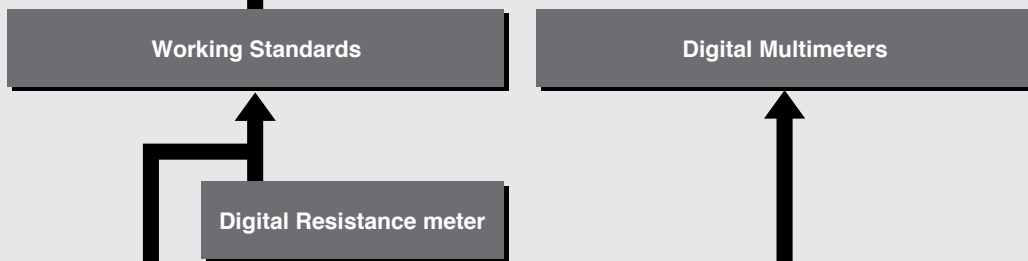 Working Standards
Digital Multimeters
Digital Resistance meter